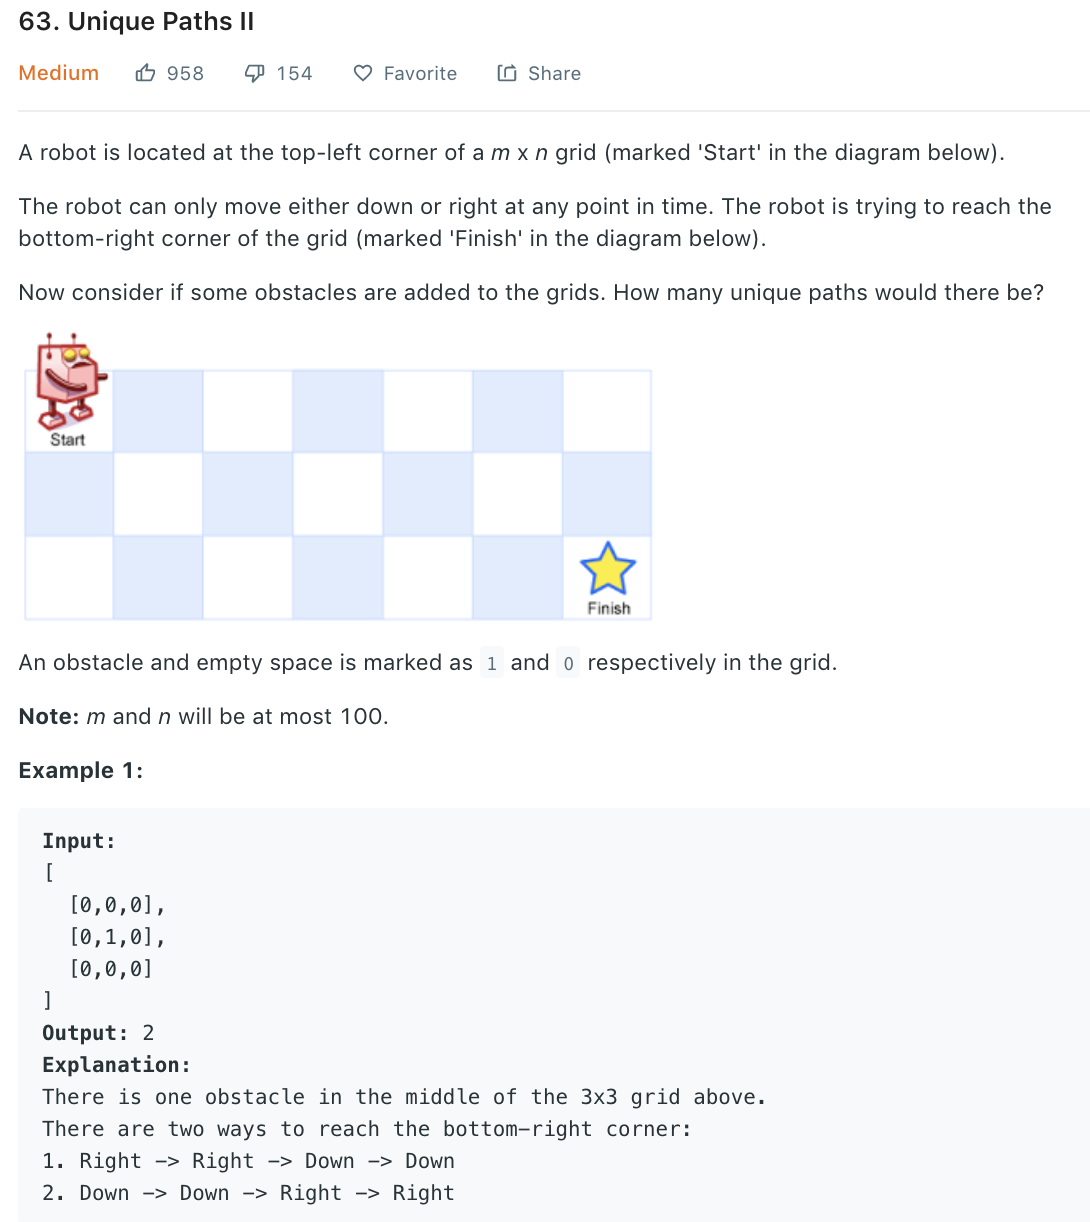 63. Unique Paths II
Medium 958 154 Favorite Share
A robot is located at the top-left corner of a m x n grid (marked 'Start' in the diagram below).
The robot can only move either down or right at any point in time. The robot is trying to reach the
bottom-right corner of the grid (marked 'Finish' in the diagram below).
Now consider if some obstacles are added to the grids. How many unique paths would there be?
Start
Finish
An obstacle and empty space is marked as 1 and 0 respectively in the grid.
Note: m and n will be at most 100.
Example 1:
Input:
[
  [0,0,0],
  [0,1,0],
  [0,0,0]
]
Output: 2
Explanation:
There is one obstacle in the middle of the 3x3 grid above.
There are two ways to reach the bottom-right corner:
1. Right -> Right -> Down -> Down
2. Down -> Down -> Right -> Right